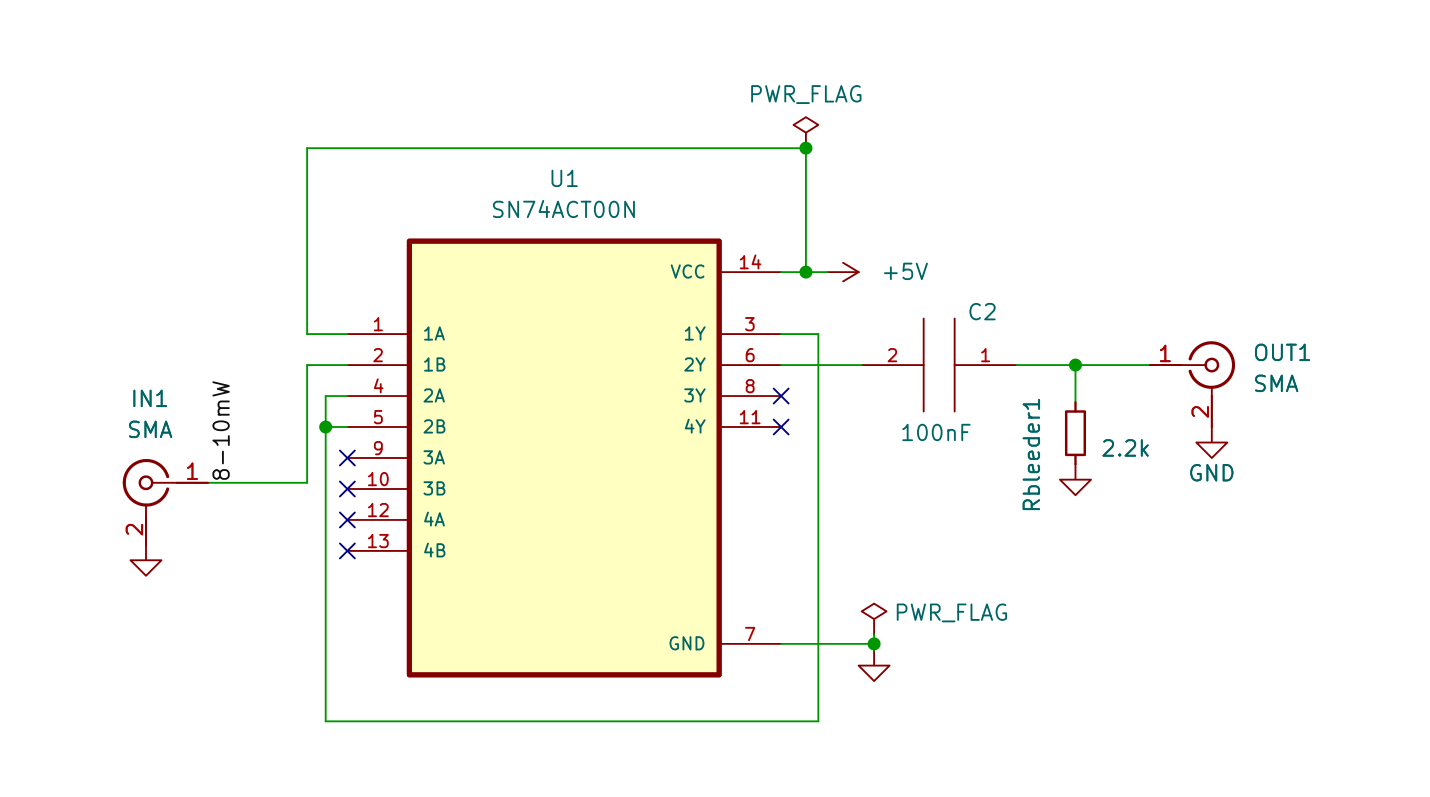 PWR_FLAG
U1
SN74ACT00N
VCC
14
+5V
1
1A
1Y
3
C2
2
1B
2Y
6
2
1
1
OUT1
SMA
4
2A
3Y
8
5
2B
4Y
11
100nF
Rbleeder1
2.2k
2
GND
IN1
SMA
8-10mW
1
2
9
3A
10
3B
12
4A
13
4B
GND
7
PWR_FLAG